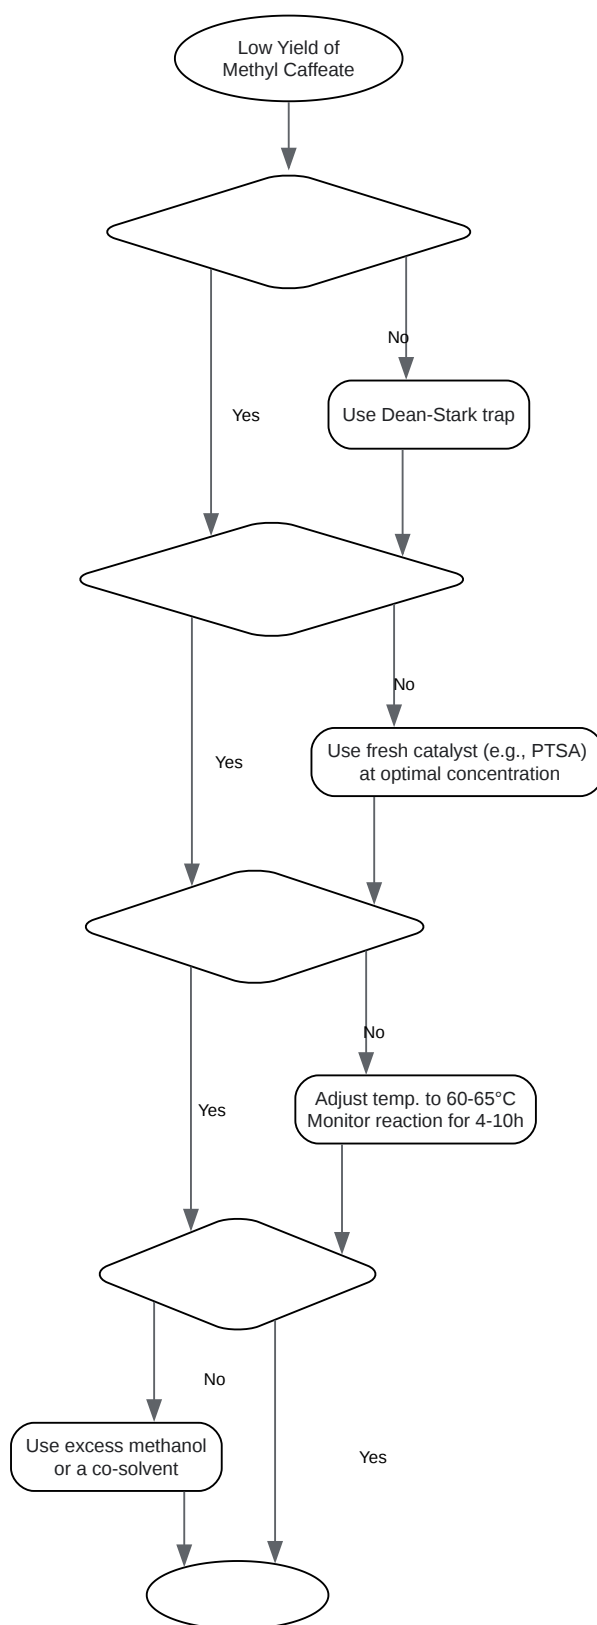 Low Yield of
Methyl Caffeate
No
Yes
Use Dean-Stark trap
No
Yes
Use fresh catalyst (e.g., PTSA)
at optimal concentration
No
Yes
Adjust temp. to 60-65°C
Monitor reaction for 4-10h
No
Use excess methanol
or a co-solvent
Yes